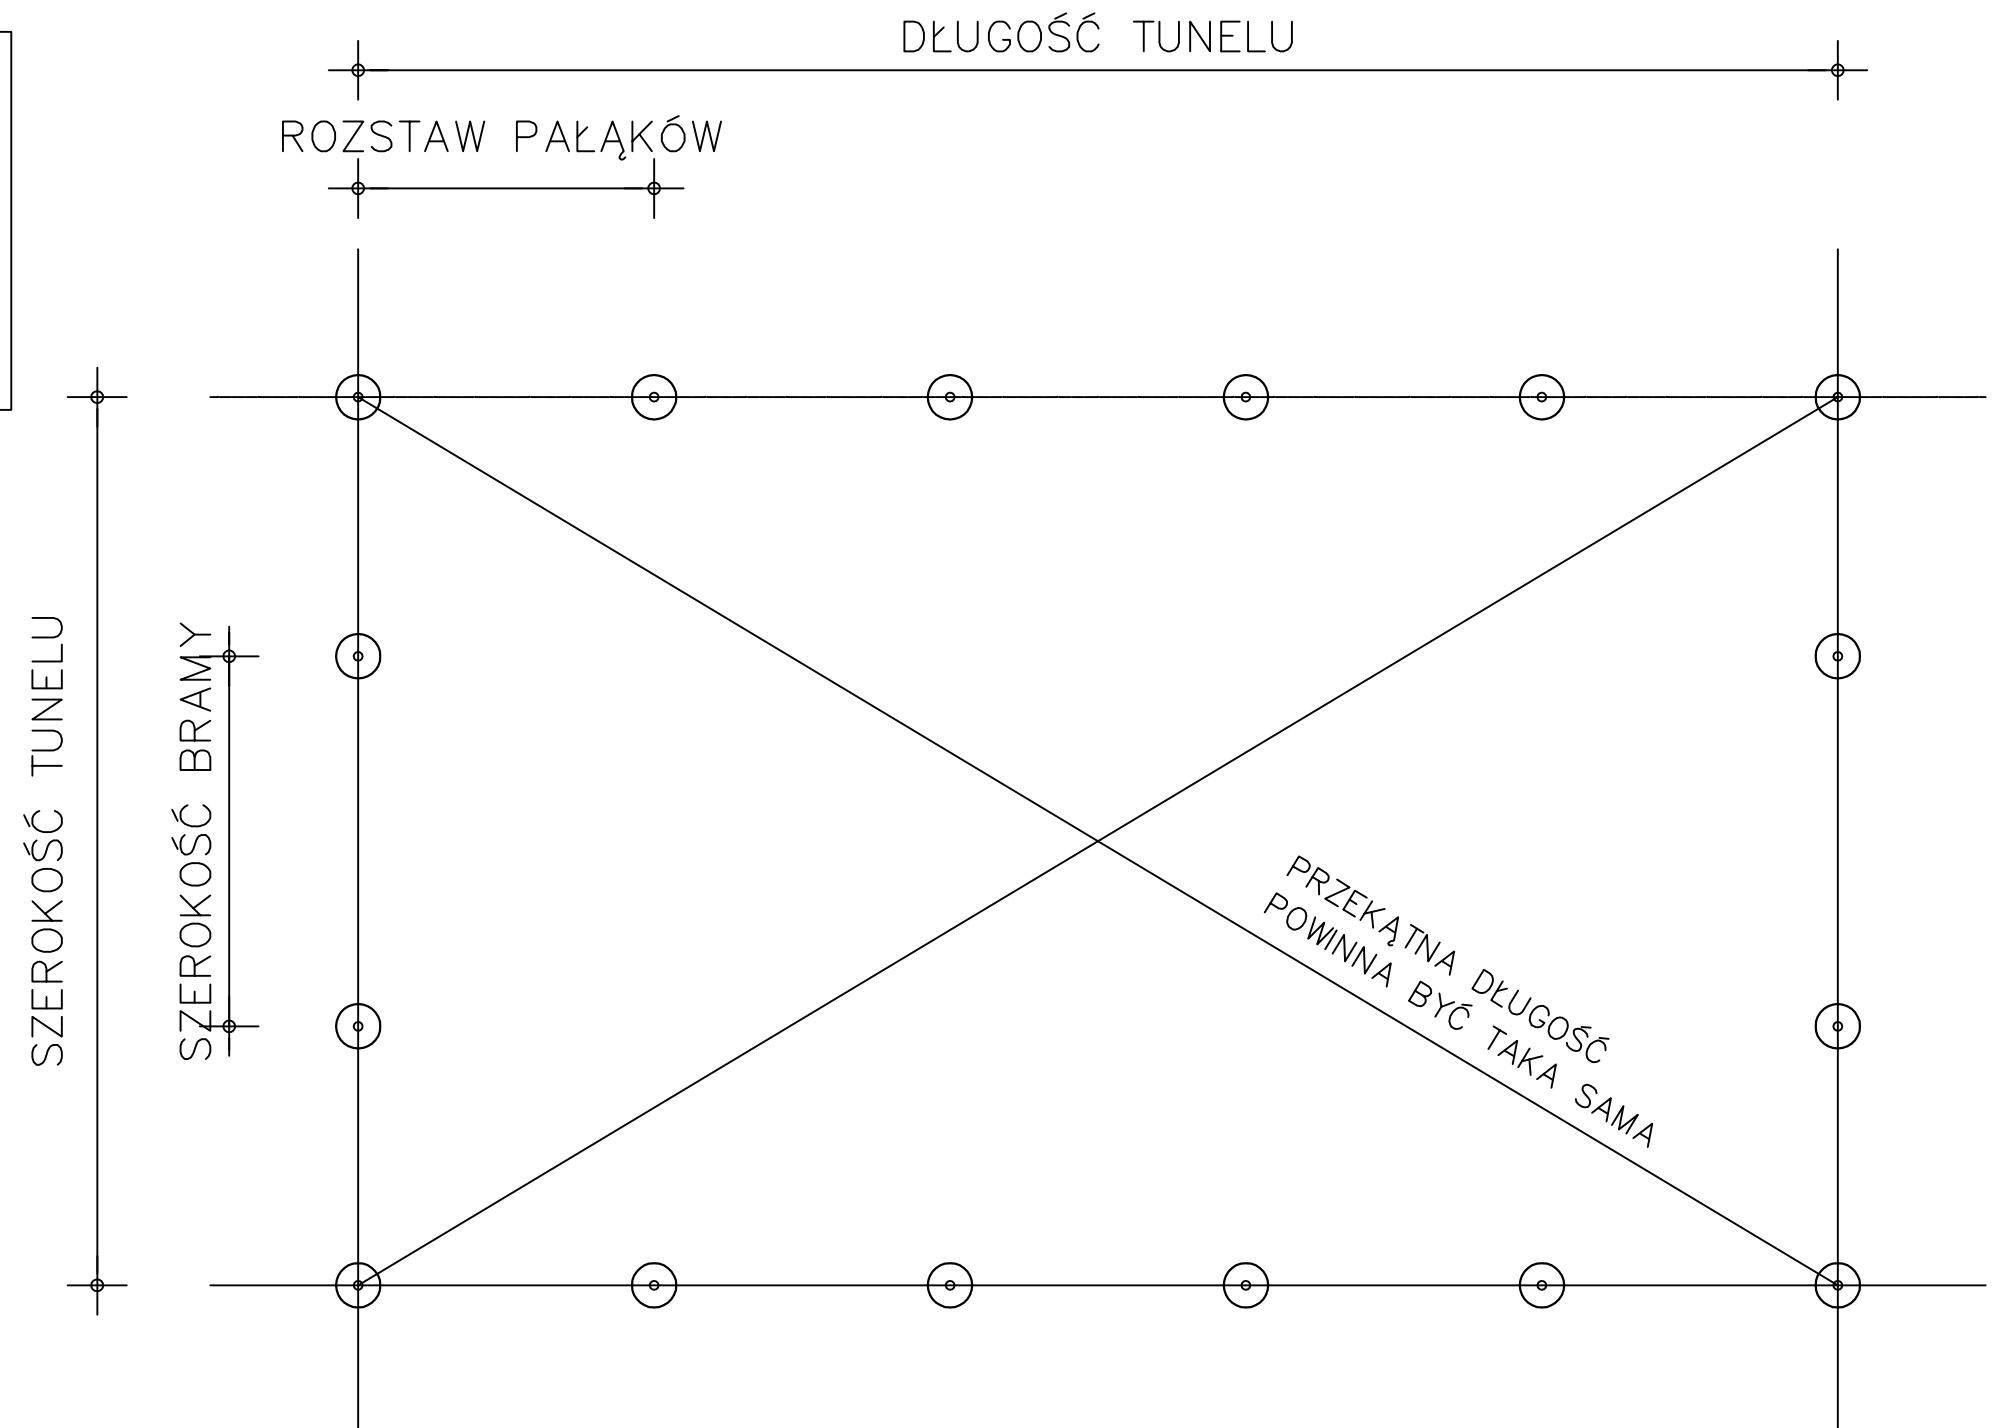 DŁUGOŚĆ TUNELU
ROZSTAW PAŁĄKÓW
SZEROKOŚĆ TUNELU
SZEROKOŚĆ BRAMY
PRZEKĄTNA DŁUGOŚĆ
POWINNA BYĆ TAKA SAMA